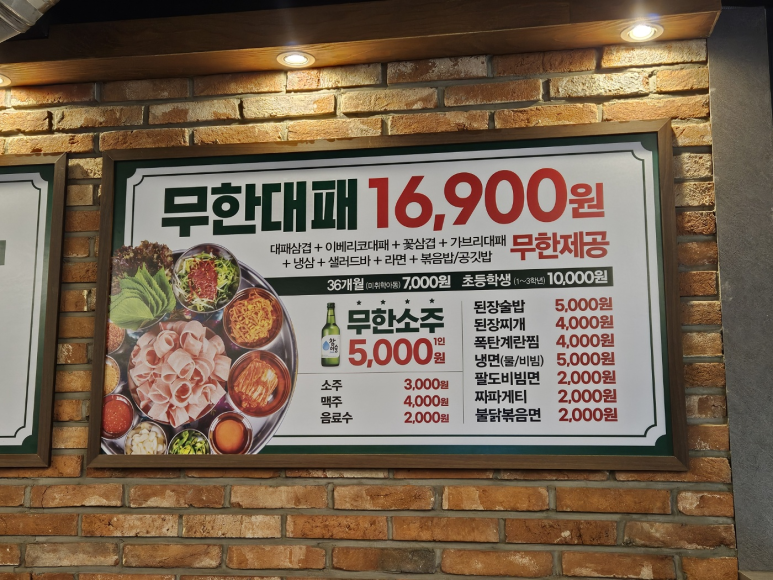 무한대패 16,900원
대패삼겹 + 이베리코대패 + 꽃삼겹 + 가브리대패
+ 냉삼 + 샐러드바 + 라면 + 볶음밥/공깃밥
무한제공
36개월(미취학아동) 7,000원 초등학생 (1~3학년) 10,000원
무한소주
5,000 1인 원
소주 3,000원
맥주 4,000원
음료수 2,000원
된장술밥 5,000원
된장찌개 4,000원
폭탄계란찜 4,000원
냉면(물/비빔) 5,000원
팔도비빔면 2,000원
짜파게티 2,000원
불닭볶음면 2,000원